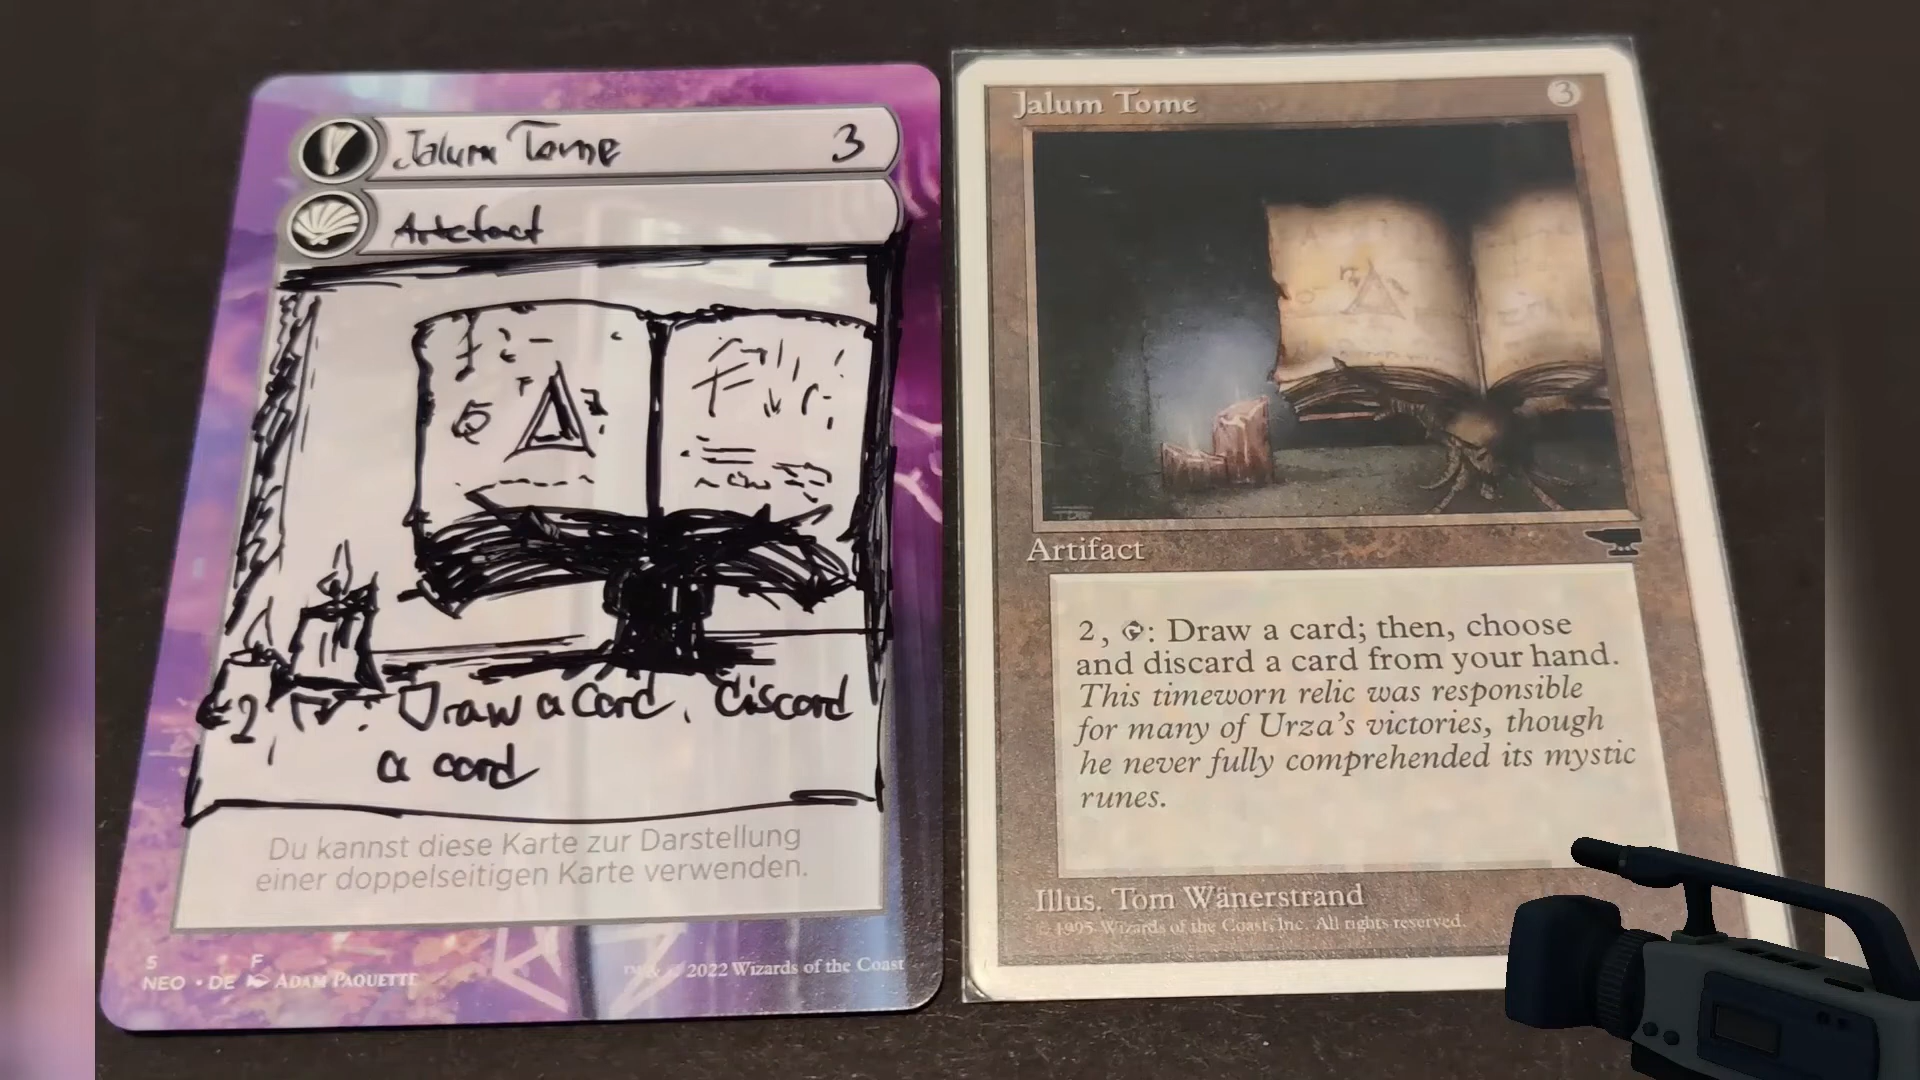 Jalum Tome 3
Artefact
2 : Draw a Card. Discard
a card
Du kannst diese Karte zur Darstellung
einer doppelseitigen Karte verwenden.
S F
NEO • DE ADAM PAQUETTE
™ & © 2022 Wizards of the Coast
Jalum Tome 3
Artifact
2, : Draw a card; then, choose
and discard a card from your hand.
This timeworn relic was responsible
for many of Urza's victories, though
he never fully comprehended its mystic
runes.
Illus. Tom Wänerstrand
© 1995 Wizards of the Coast, Inc. All rights reserved.